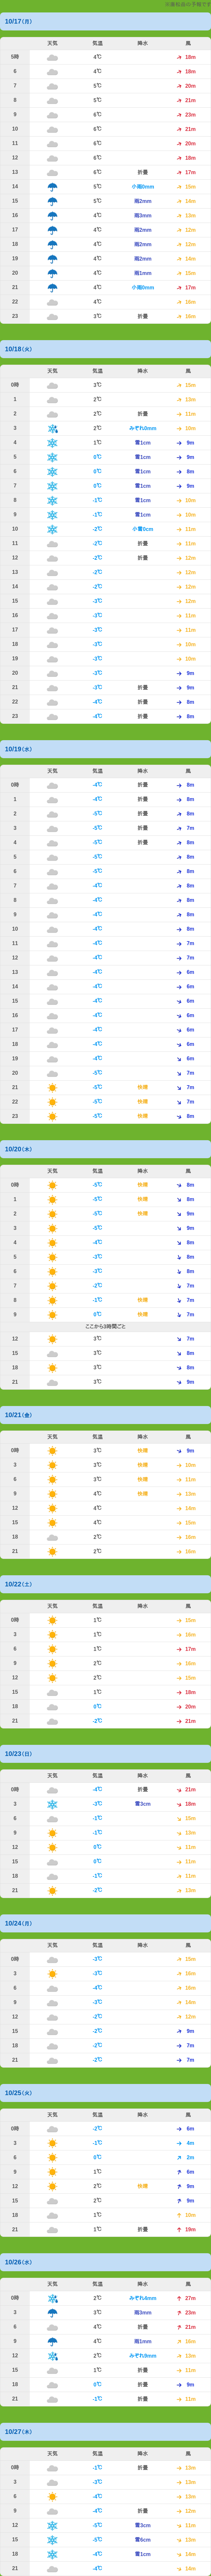 の予報です
10/17(月)
天気 気温 降水 風
5時 4℃ 18m
6 4℃ 18m
7 5℃ 20m
8 5℃ 21m
9 6℃ 23m
10 6℃ 21m
11 6℃ 20m
12 6℃ 18m
13 6℃ 折畳 17m
14 5℃ 小雨0mm 15m
15 5℃ 雨2mm 14m
16 4℃ 雨3mm 13m
17 4℃ 雨2mm 12m
18 4℃ 雨2mm 12m
19 4℃ 雨2mm 14m
20 4℃ 雨1mm 15m
21 4℃ 小雨0mm 17m
22 4℃ 16m
23 3℃ 折畳 16m
10/18(火)
天気 気温 降水 風
0時 3℃ 15m
1 2℃ 13m
2 2℃ 折畳 11m
3 2℃ みぞれ0mm 10m
4 1℃ 雪1cm 9m
5 0℃ 雪1cm 9m
6 0℃ 雪1cm 8m
7 0℃ 雪1cm 9m
8 -1℃ 雪1cm 10m
9 -1℃ 雪1cm 10m
10 -2℃ 小雪0cm 11m
11 -2℃ 折畳 11m
12 -2℃ 折畳 12m
13 -2℃ 12m
14 -2℃ 12m
15 -3℃ 12m
16 -3℃ 11m
17 -3℃ 11m
18 -3℃ 10m
19 -3℃ 10m
20 -3℃ 9m
21 -3℃ 折畳 9m
22 -4℃ 折畳 8m
23 -4℃ 折畳 8m
10/19(水)
天気 気温 降水 風
0時 -4℃ 折畳 8m
1 -4℃ 折畳 8m
2 -5℃ 折畳 8m
3 -5℃ 折畳 7m
4 -5℃ 折畳 8m
5 -5℃ 8m
6 -5℃ 8m
7 -4℃ 8m
8 -4℃ 8m
9 -4℃ 8m
10 -4℃ 8m
11 -4℃ 7m
12 -4℃ 7m
13 -4℃ 6m
14 -4℃ 6m
15 -4℃ 6m
16 -4℃ 6m
17 -4℃ 6m
18 -4℃ 6m
19 -4℃ 6m
20 -5℃ 7m
21 -5℃ 快晴 7m
22 -5℃ 快晴 7m
23 -5℃ 快晴 8m
10/20(木)
天気 気温 降水 風
0時 -5℃ 快晴 8m
1 -5℃ 快晴 8m
2 -5℃ 快晴 9m
3 -5℃ 9m
4 -4℃ 8m
5 -3℃ 8m
6 -3℃ 8m
7 -2℃ 7m
8 -1℃ 快晴 7m
9 0℃ 快晴 7m
ここから3時間ごと
12 3℃ 7m
15 3℃ 8m
18 3℃ 8m
21 3℃ 9m
10/21(金)
天気 気温 降水 風
0時 3℃ 快晴 9m
3 3℃ 快晴 10m
6 3℃ 快晴 11m
9 4℃ 快晴 13m
12 4℃ 14m
15 4℃ 15m
18 2℃ 16m
21 2℃ 16m
10/22(土)
天気 気温 降水 風
0時 1℃ 15m
3 1℃ 16m
6 1℃ 17m
9 2℃ 16m
12 2℃ 15m
15 1℃ 18m
18 0℃ 20m
21 -2℃ 21m
10/23(日)
天気 気温 降水 風
0時 -4℃ 折畳 21m
3 -3℃ 雪3cm 18m
6 -1℃ 15m
9 -1℃ 13m
12 0℃ 11m
15 0℃ 11m
18 -1℃ 11m
21 -2℃ 13m
10/24(月)
天気 気温 降水 風
0時 -3℃ 15m
3 -3℃ 16m
6 -4℃ 16m
9 -3℃ 14m
12 -2℃ 12m
15 -2℃ 9m
18 -2℃ 7m
21 -2℃ 7m
10/25(火)
天気 気温 降水 風
0時 -2℃ 6m
3 -1℃ 4m
6 0℃ 2m
9 1℃ 6m
12 2℃ 快晴 9m
15 2℃ 9m
18 1℃ 10m
21 1℃ 折畳 19m
10/26(水)
天気 気温 降水 風
0時 2℃ みぞれ4mm 27m
3 3℃ 雨3mm 23m
6 4℃ 折畳 21m
9 4℃ 雨1mm 16m
12 2℃ みぞれ9mm 13m
15 1℃ 折畳 11m
18 0℃ 折畳 9m
21 -1℃ 折畳 11m
10/27(木)
天気 気温 降水 風
0時 -1℃ 折畳 13m
3 -3℃ 13m
6 -4℃ 12m
9 -4℃ 折畳 12m
12 -5℃ 雪3cm 11m
15 -5℃ 雪6cm 13m
18 -4℃ 雪1cm 14m
21 -4℃ 14m